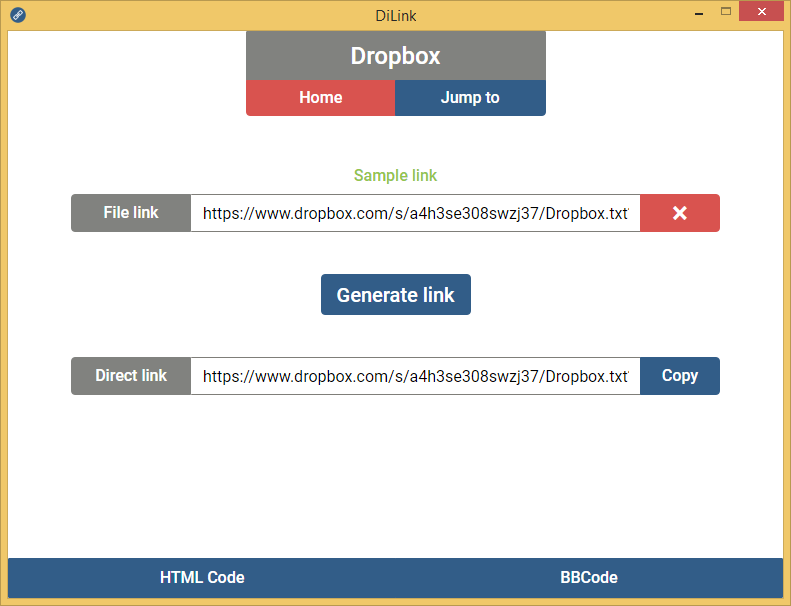 DiLink
Dropbox
Home Jump to
Sample link
File link https://www.dropbox.com/s/a4h3se308swzj37/Dropbox.txt
Generate link
Direct link https://www.dropbox.com/s/a4h3se308swzj37/Dropbox.txt
Copy
HTML Code BBCode